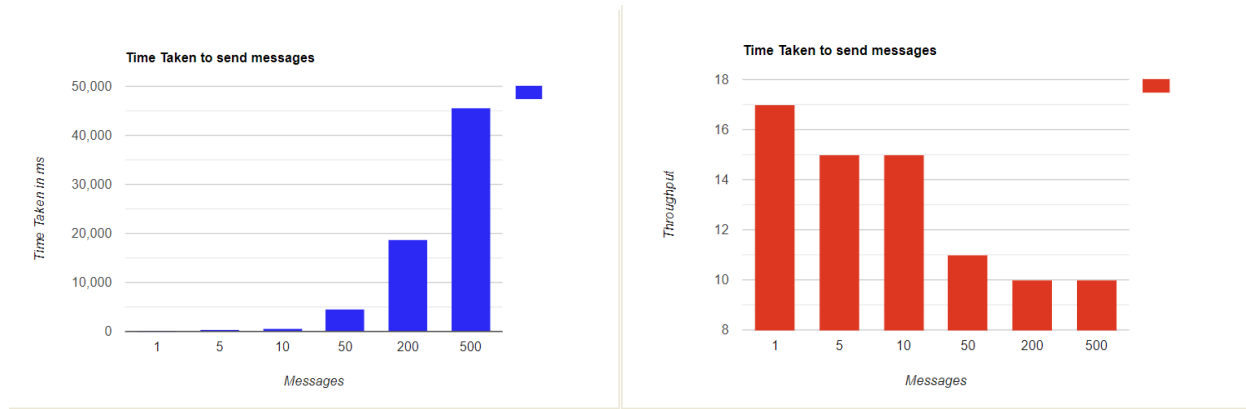 Time Taken to send messages
50,000
40,000
30,000
20,000
10,000
0
Time Taken in ms
1 5 10 50 200 500
Messages
Time Taken to send messages
18
16
14
12
10
8
Throughput
1 5 10 50 200 500
Messages